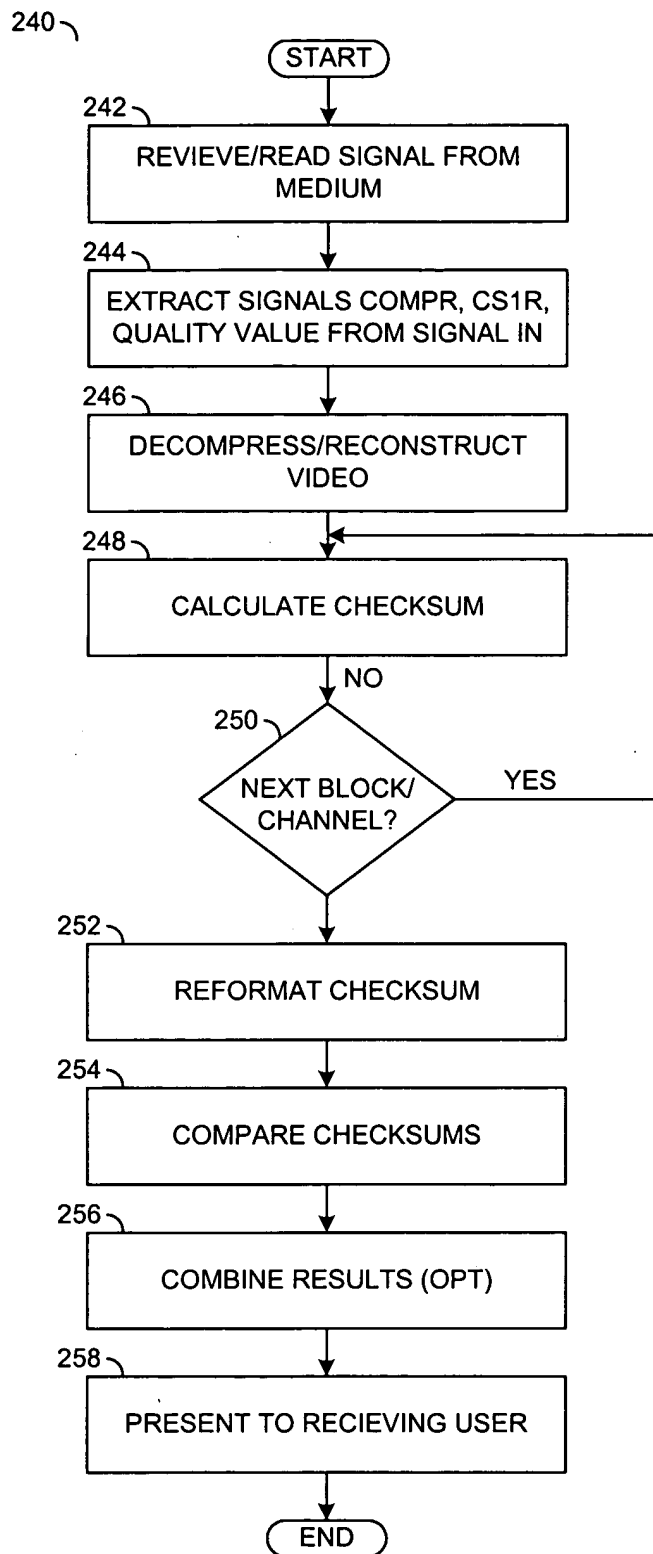 240
START
242
REVIEVE/READ SIGNAL FROM
MEDIUM
244
EXTRACT SIGNALS COMPR, CS1R,
QUALITY VALUE FROM SIGNAL IN
246
DECOMPRESS/RECONSTRUCT
VIDEO
248
CALCULATE CHECKSUM
NO
250
NEXT BLOCK/
CHANNEL?
YES
252
REFORMAT CHECKSUM
254
COMPARE CHECKSUMS
256
COMBINE RESULTS (OPT)
258
PRESENT TO RECIEVING USER
END